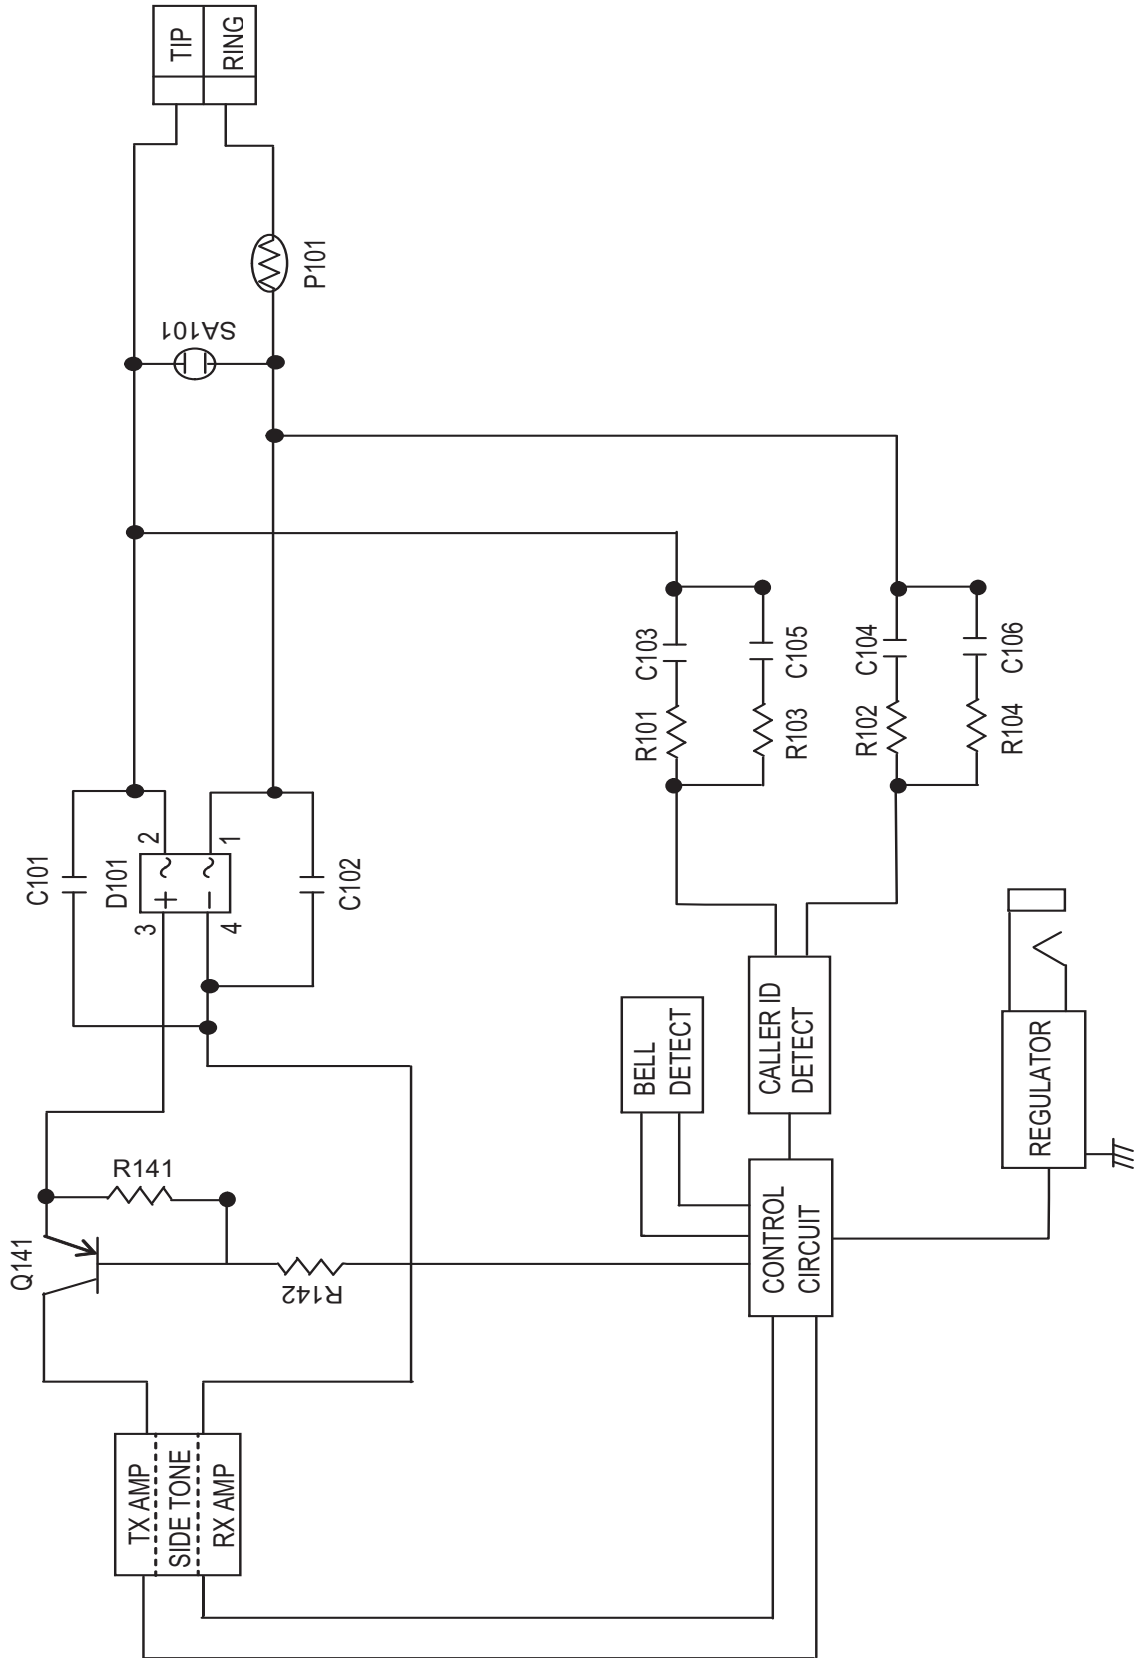 TIP
RING
P101
SA101
C103
C105
C104
C106
R101
R103
R102
R104
C101
D101
2
~
~
1
+
−
3
4
C102
BELL
DETECT
CALLER ID
DETECT
REGULATOR
R141
Q141
R142
CONTROL
CIRCUIT
TX AMP
SIDE TONE
RX AMP